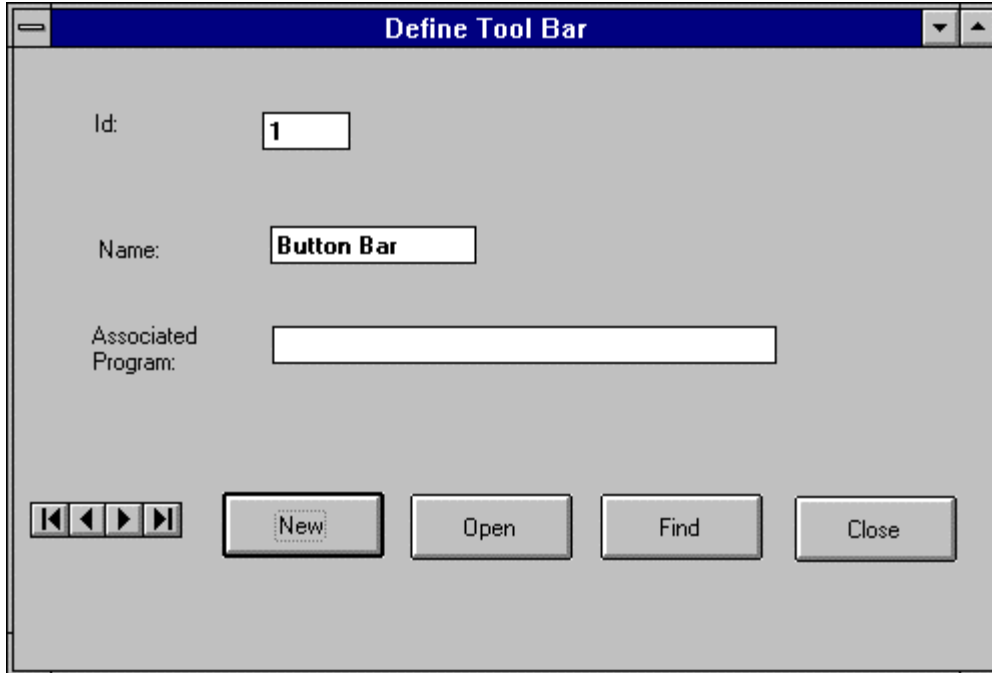 Define Tool Bar
Id:
1
Name:
Button Bar
Associated
Program:
New
Open
Find
Close